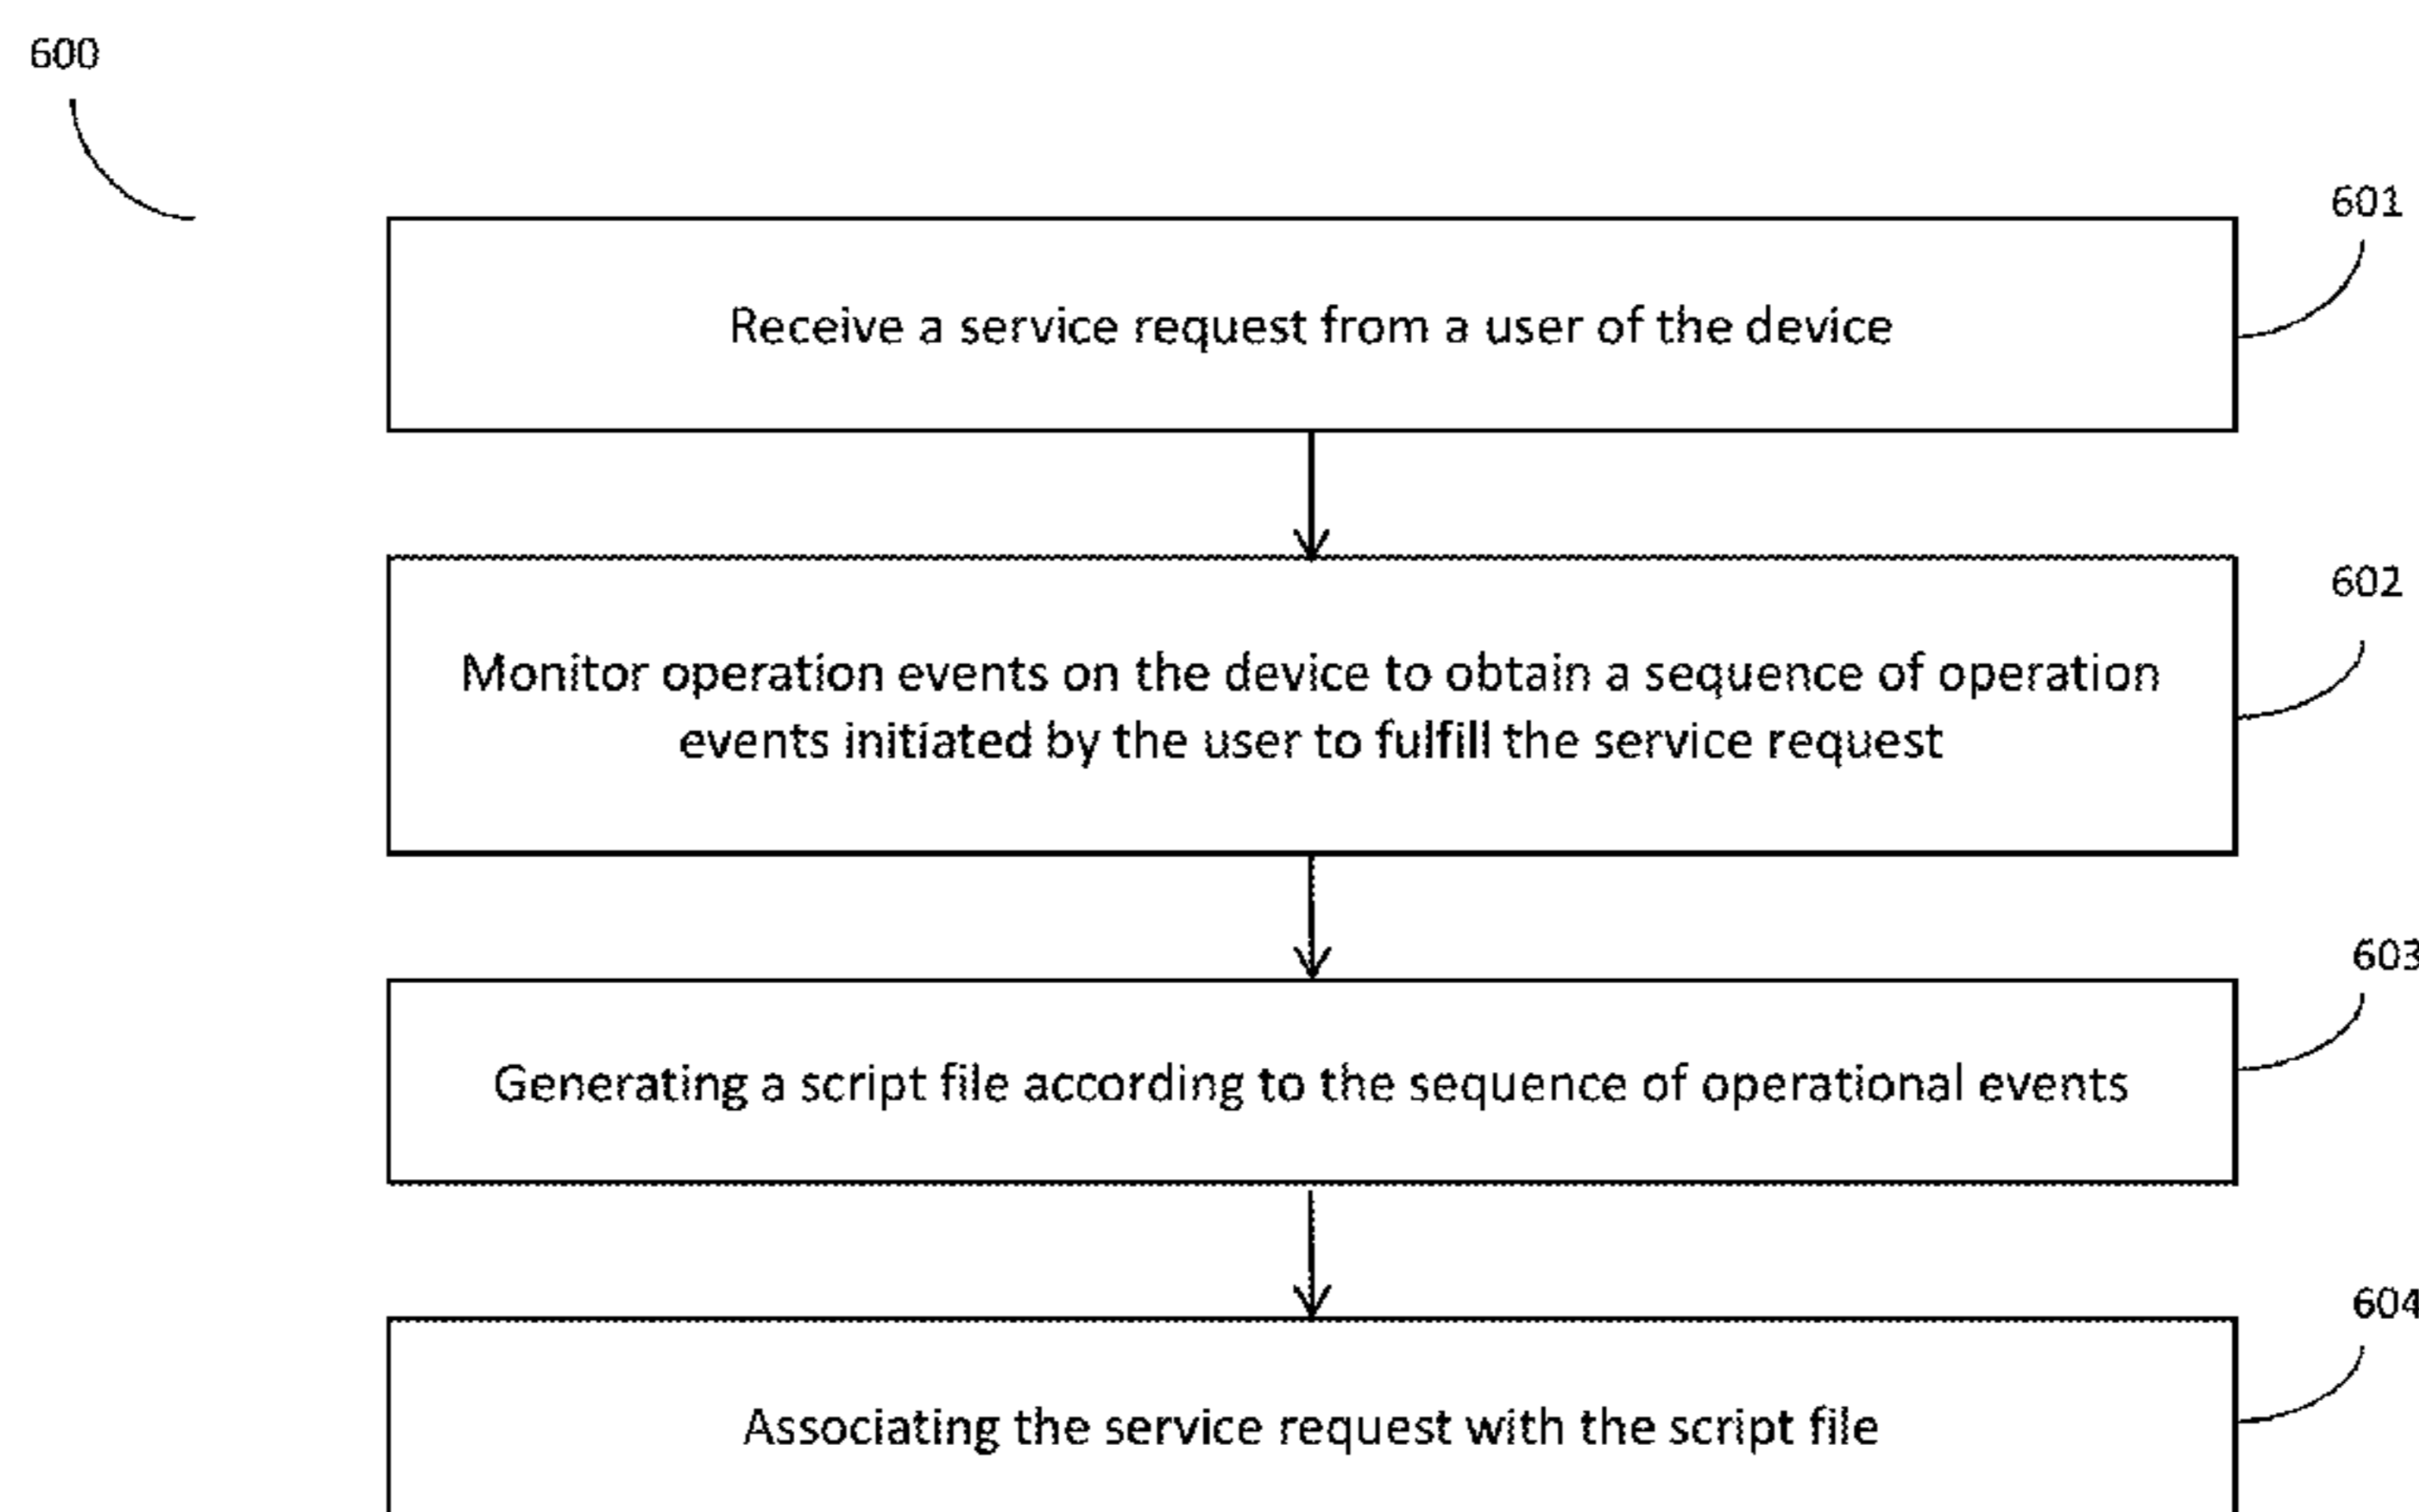 600
601
Receive a service request from a user of the device
602
Monitor operation events on the device to obtain a sequence of operation
events initiated by the user to fulfill the service request
603
Generating a script file according to the sequence of operational events
604
Associating the service request with the script file